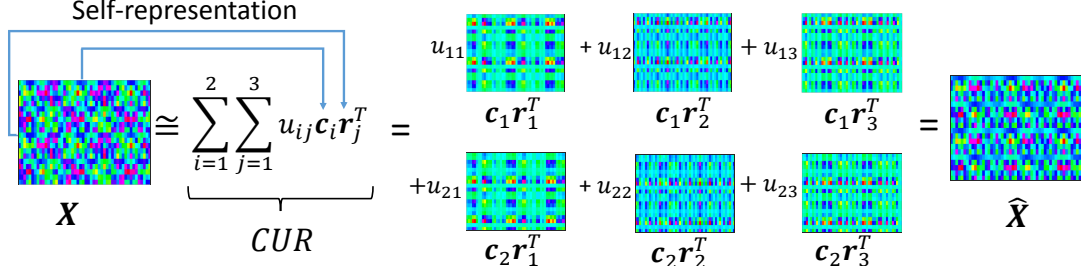 Self-representation
X ≅ ∑_{i=1}^{2} ∑_{j=1}^{3} u_{ij} c_i r_j^T = u_{11} c_1 r_1^T + u_{12} c_1 r_2^T + u_{13} c_1 r_3^T
+ u_{21} c_2 r_1^T + u_{22} c_2 r_2^T + u_{23} c_2 r_3^T = X̂
CUR